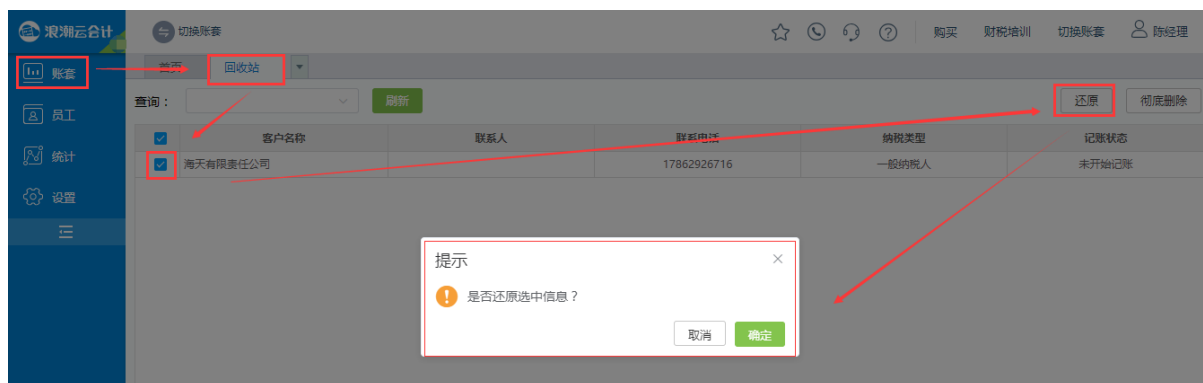 浪潮云会计
切换账套
购买 财税培训 切换账套 陈经理
账套
首页 回收站
员工
查询：
刷新
还原 彻底删除
客户名称 联系人 联系电话 纳税类型 记账状态
海天有限责任公司 17862926716 一般纳税人 未开始记账
统计
设置
提示
是否还原选中信息？
取消 确定